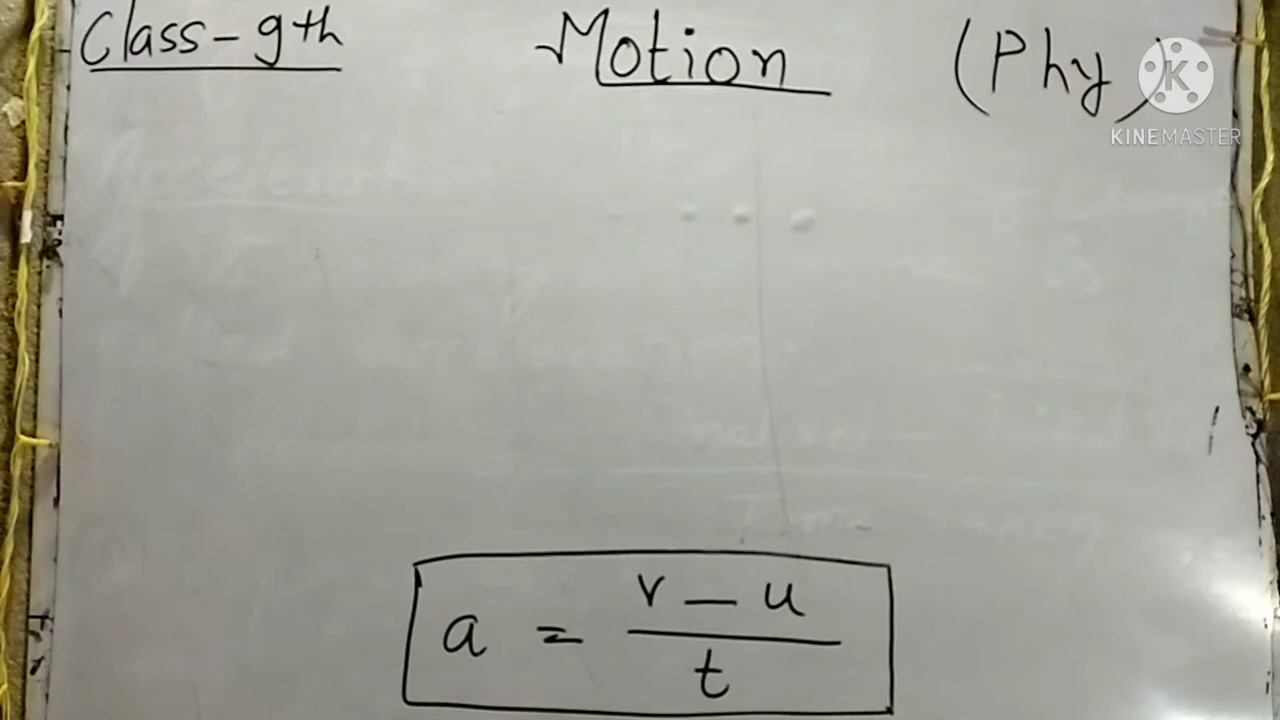 Class - 9th Motion (Phy)
KINEMASTER
a = v - u / t